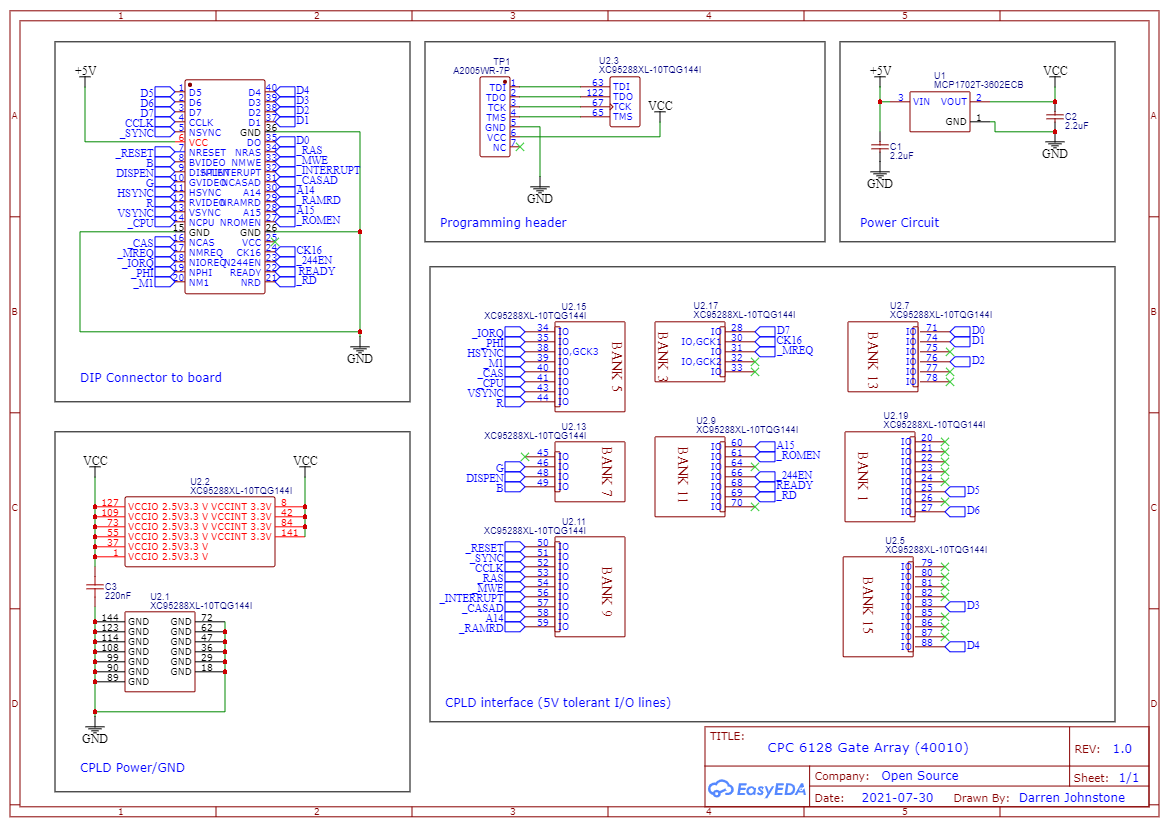 1 2 3 4 5
A
B
C
D
+5V
D5 1 D5 D4 40 D4
D6 2 D6 D3 39 D3
D7 3 D7 D2 38 D2
CCLK 4 CCLK D1 37 D1
_SYNC 5 NSYNC GND 36
6 VCC DO 35 D0
_RESET 7 NRESET NRAS 34 _RAS
B 8 BVIDEO NMWE 33 _MWE
DISPEN 9 32 _INTERRUPT
G 10 GVIDEO NCASAD 31 _CASAD
HSYNC 11 HSYNC A14 30 A14
R 12 RVIDEO NRAMRD 29 _RAMRD
VSYNC 13 VSYNC A15 28 A15
_CPU 14 NCPU NROMEN 27 _ROMEN
15 GND GND 26
_CAS 16 NCAS VCC 25
_MREQ 17 NMREQ CK16 24 CK16
_IORQ 18 NIOREQ N244EN 23 _244EN
_PHI 19 NPHI READY 22 READY
_M1 20 NM1 NRD 21 _RD
GND
DIP Connector to board
TP1
A2005WR-7P
TDI 1
TDO 2
TCK 3
TMS 4
GND 5
VCC 6
NC 7
U2.3
XC95288XL-10TQG144I
63 TDI
122 TDO
67 TCK
65 TMS
VCC
GND
Programming header
+5V
U1
MCP1702T-3602ECB
VCC
3 VIN VOUT 2
GND 1
C1
2.2uF
C2
2.2uF
GND
GND
Power Circuit
VCC VCC
U2.2
XC95288XL-10TQG144I
127 VCCIO 2.5V3.3 V VCCINT 3.3V 8
109 VCCIO 2.5V3.3 V VCCINT 3.3V 42
73 VCCIO 2.5V3.3 V VCCINT 3.3V 84
55 VCCIO 2.5V3.3 V VCCINT 3.3V 141
37 VCCIO 2.5V3.3 V
1 VCCIO 2.5V3.3 V
C3
220nF
U2.1
XC95288XL-10TQG144I
144 GND GND 72
123 GND GND 62
114 GND GND 47
108 GND GND 36
99 GND GND 29
90 GND GND 18
89 GND
GND
CPLD Power/GND
U2.15
XC95288XL-10TQG144I
_IORQ 34 IO
_PHI 35 IO
HSYNC 38 IO,GCK3
_M1 39 IO
_CAS 40 IO
_CPU 41 IO
VSYNC 43 IO
R 44 IO
BANK 5
U2.17
XC95288XL-10TQG144I
BANK 3
IO 28 D7
IO,GCK1 30 CK16
IO 31 _MREQ
IO,GCK2 32
IO 33
U2.7
XC95288XL-10TQG144I
BANK 13
IO 71 D0
IO 74 D1
IO 75
IO 76 D2
IO 77
IO 78
U2.13
XC95288XL-10TQG144I
45 IO
G 46 IO
DISPEN 48 IO
B 49 IO
BANK 7
U2.9
XC95288XL-10TQG144I
BANK 11
IO 60 A15
IO 61 _ROMEN
IO 64
IO 66 _244EN
IO 68 READY
IO 69 _RD
IO 70
U2.19
XC95288XL-10TQG144I
BANK 1
IO 20
IO 21
IO 22
IO 23
IO 24
IO 25 D5
IO 26
IO 27 D6
U2.11
XC95288XL-10TQG144I
_RESET 50 IO
_SYNC 51 IO
CCLK 52 IO
_RAS 53 IO
_MWE 54 IO
_INTERRUPT 56 IO
_CASAD 57 IO
A14 58 IO
_RAMRD 59 IO
BANK 9
U2.5
XC95288XL-10TQG144I
BANK 15
IO 79
IO 80
IO 81
IO 82
IO 83 D3
IO 85
IO 86
IO 87
IO 88 D4
CPLD interface (5V tolerant I/O lines)
TITLE:
CPC 6128 Gate Array (40010)
REV: 1.0
EasyEDA
Company: Open Source
Sheet: 1/1
Date: 2021-07-30 Drawn By: Darren Johnstone
A
B
C
D
1 2 3 4 5